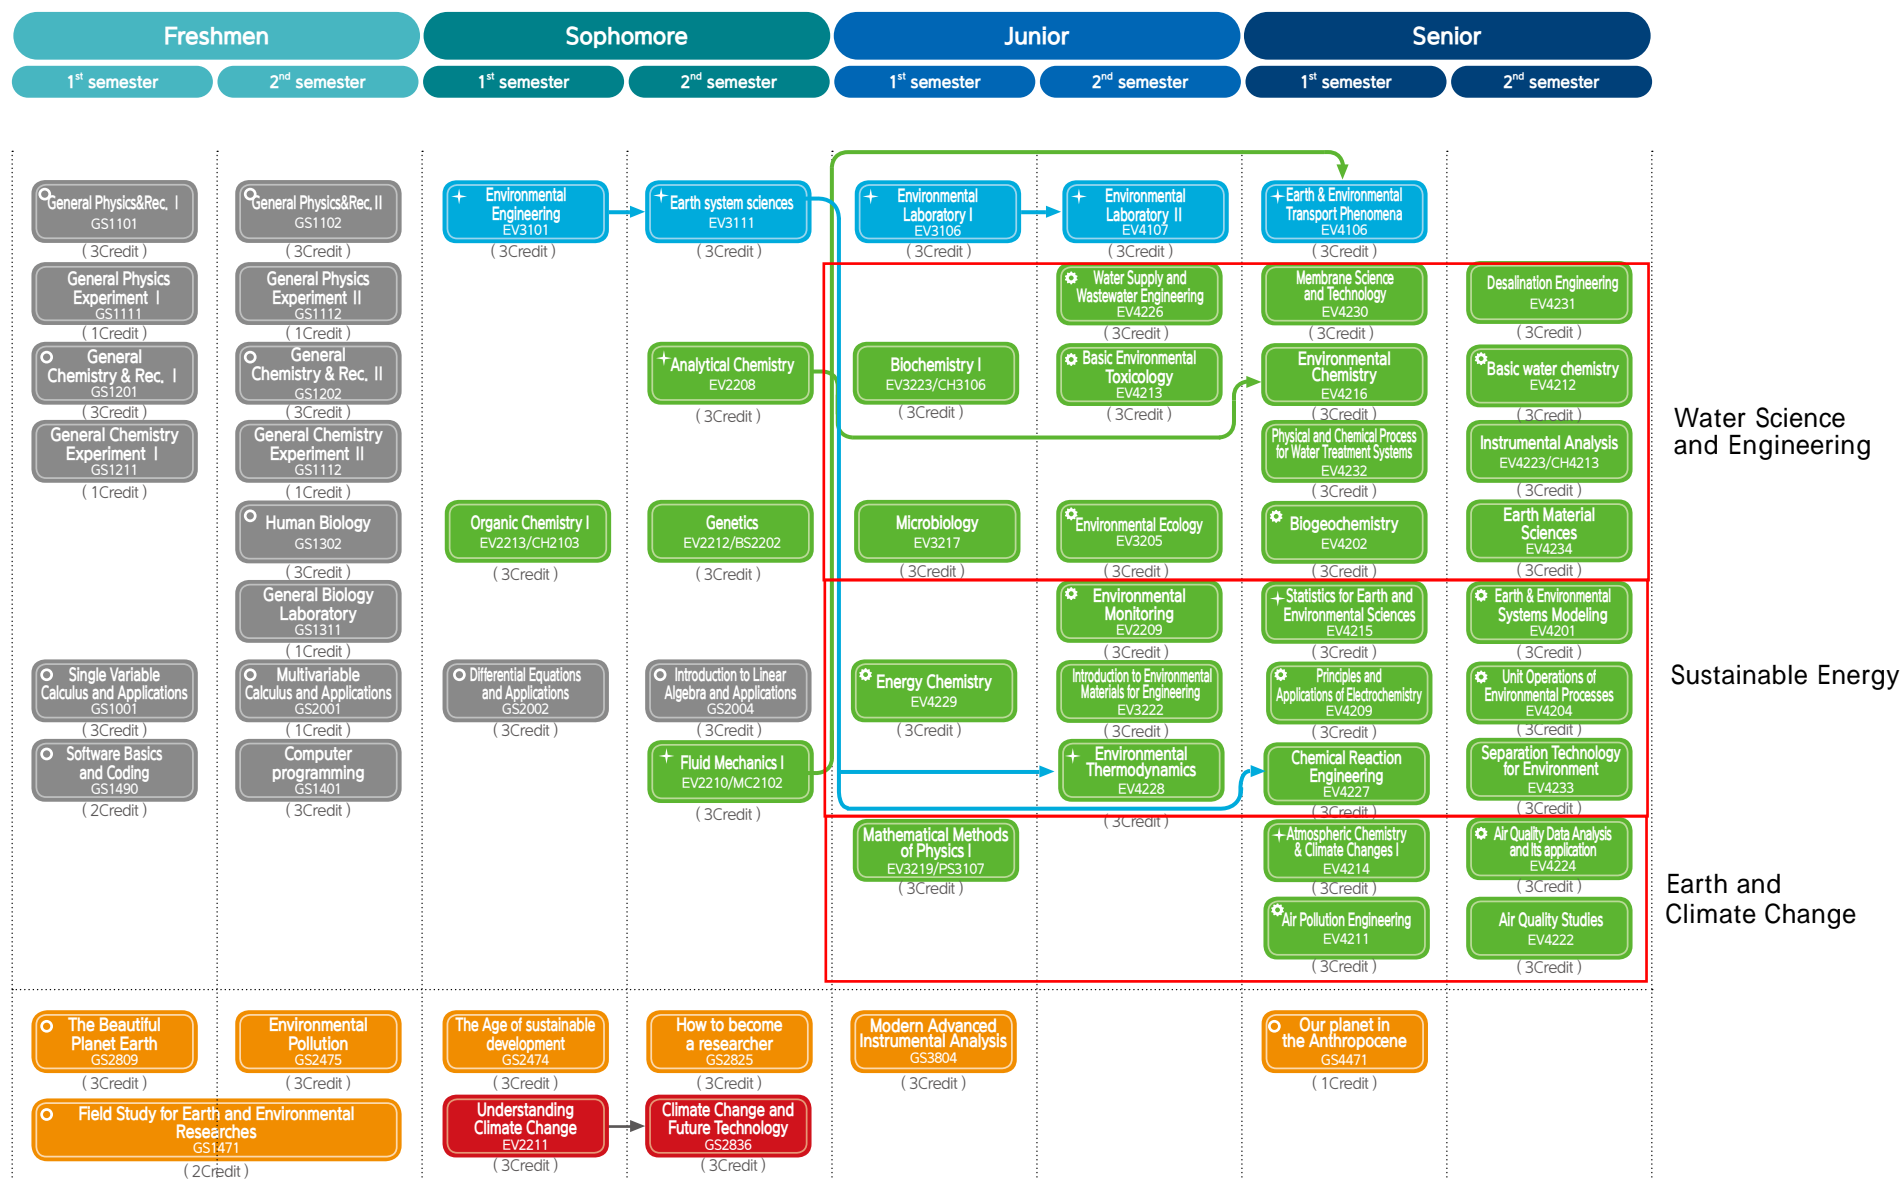 Freshmen
Sophomore
Junior
Senior
1st semester
2nd semester
1st semester
2nd semester
1st semester
2nd semester
1st semester
2nd semester
General Physics&Rec. I
GS1101
(3Credit)
General Physics&Rec. II
GS1102
(3Credit)
Environmental
Engineering
EV3101
(3Credit)
Earth system sciences
EV3111
(3Credit)
Environmental
Laboratory I
EV3106
(3Credit)
Environmental
Laboratory II
EV4107
(3Credit)
Earth & Environmental
Transport Phenomena
EV4106
(3Credit)
General Physics
Experiment I
GS1111
(1Credit)
General Physics
Experiment II
GS1112
(1Credit)
Water Supply and
Wastewater Engineering
EV4226
(3Credit)
Membrane Science
and Technology
EV4230
(3Credit)
Desalination Engineering
EV4231
(3Credit)
General
Chemistry & Rec. I
GS1201
(3Credit)
General
Chemistry & Rec. II
GS1202
(3Credit)
Analytical Chemistry
EV2208
(3Credit)
Biochemistry I
EV3223/CH3106
(3Credit)
Basic Environmental
Toxicology
EV4213
(3Credit)
Environmental
Chemistry
EV4216
(3Credit)
Basic water chemistry
EV4212
(3Credit)
Water Science
and Engineering
General Chemistry
Experiment I
GS1211
(1Credit)
General Chemistry
Experiment II
GS1112
(1Credit)
Physical and Chemical Process
for Water Treatment Systems
EV4232
(3Credit)
Instrumental Analysis
EV4223/CH4213
(3Credit)
Human Biology
GS1302
(3Credit)
Organic Chemistry I
EV2213/CH2103
(3Credit)
Genetics
EV2212/BS2202
(3Credit)
Microbiology
EV3217
(3Credit)
Environmental Ecology
EV3205
(3Credit)
Biogeochemistry
EV4202
(3Credit)
Earth Material
Sciences
EV4234
(3Credit)
General Biology
Laboratory
GS1311
(1Credit)
Environmental
Monitoring
EV2209
(3Credit)
Statistics for Earth and
Environmental Sciences
EV4215
(3Credit)
Earth & Environmental
Systems Modeling
EV4201
(3Credit)
Single Variable
Calculus and Applications
GS1001
(3Credit)
Multivariable
Calculus and Applications
GS2001
(1Credit)
Differential Equations
and Applications
GS2002
(3Credit)
Introduction to Linear
Algebra and Applications
GS2004
(3Credit)
Energy Chemistry
EV4229
(3Credit)
Introduction to Environmental
Materials for Engineering
EV3222
(3Credit)
Principles and
Applications of Electrochemistry
EV4209
(3Credit)
Unit Operations of
Environmental Processes
EV4204
(3Credit)
Sustainable Energy
Software Basics
and Coding
GS1490
(2Credit)
Computer
programming
GS1401
(3Credit)
Fluid Mechanics I
EV2210/MC2102
(3Credit)
Environmental
Thermodynamics
EV4228
(3Credit)
Chemical Reaction
Engineering
EV4227
(3Credit)
Separation Technology
for Environment
EV4233
(3Credit)
Mathematical Methods
of Physics I
EV3219/PS3107
(3Credit)
Atmospheric Chemistry
& Climate Changes I
EV4214
(3Credit)
Air Quality Data Analysis
and Its application
EV4224
(3Credit)
Earth and
Climate Change
Air Pollution Engineering
EV4211
(3Credit)
Air Quality Studies
EV4222
(3Credit)
The Beautiful
Planet Earth
GS2809
(3Credit)
Environmental
Pollution
GS2475
(3Credit)
The Age of sustainable
development
GS2474
(3Credit)
How to become
a researcher
GS2825
(3Credit)
Modern Advanced
Instrumental Analysis
GS3804
(3Credit)
Our planet in
the Anthropocene
GS4471
(1Credit)
Field Study for Earth and Environmental
Researches
GS1471
(2Credit)
Understanding
Climate Change
EV2211
(3Credit)
Climate Change and
Future Technology
GS2836
(3Credit)